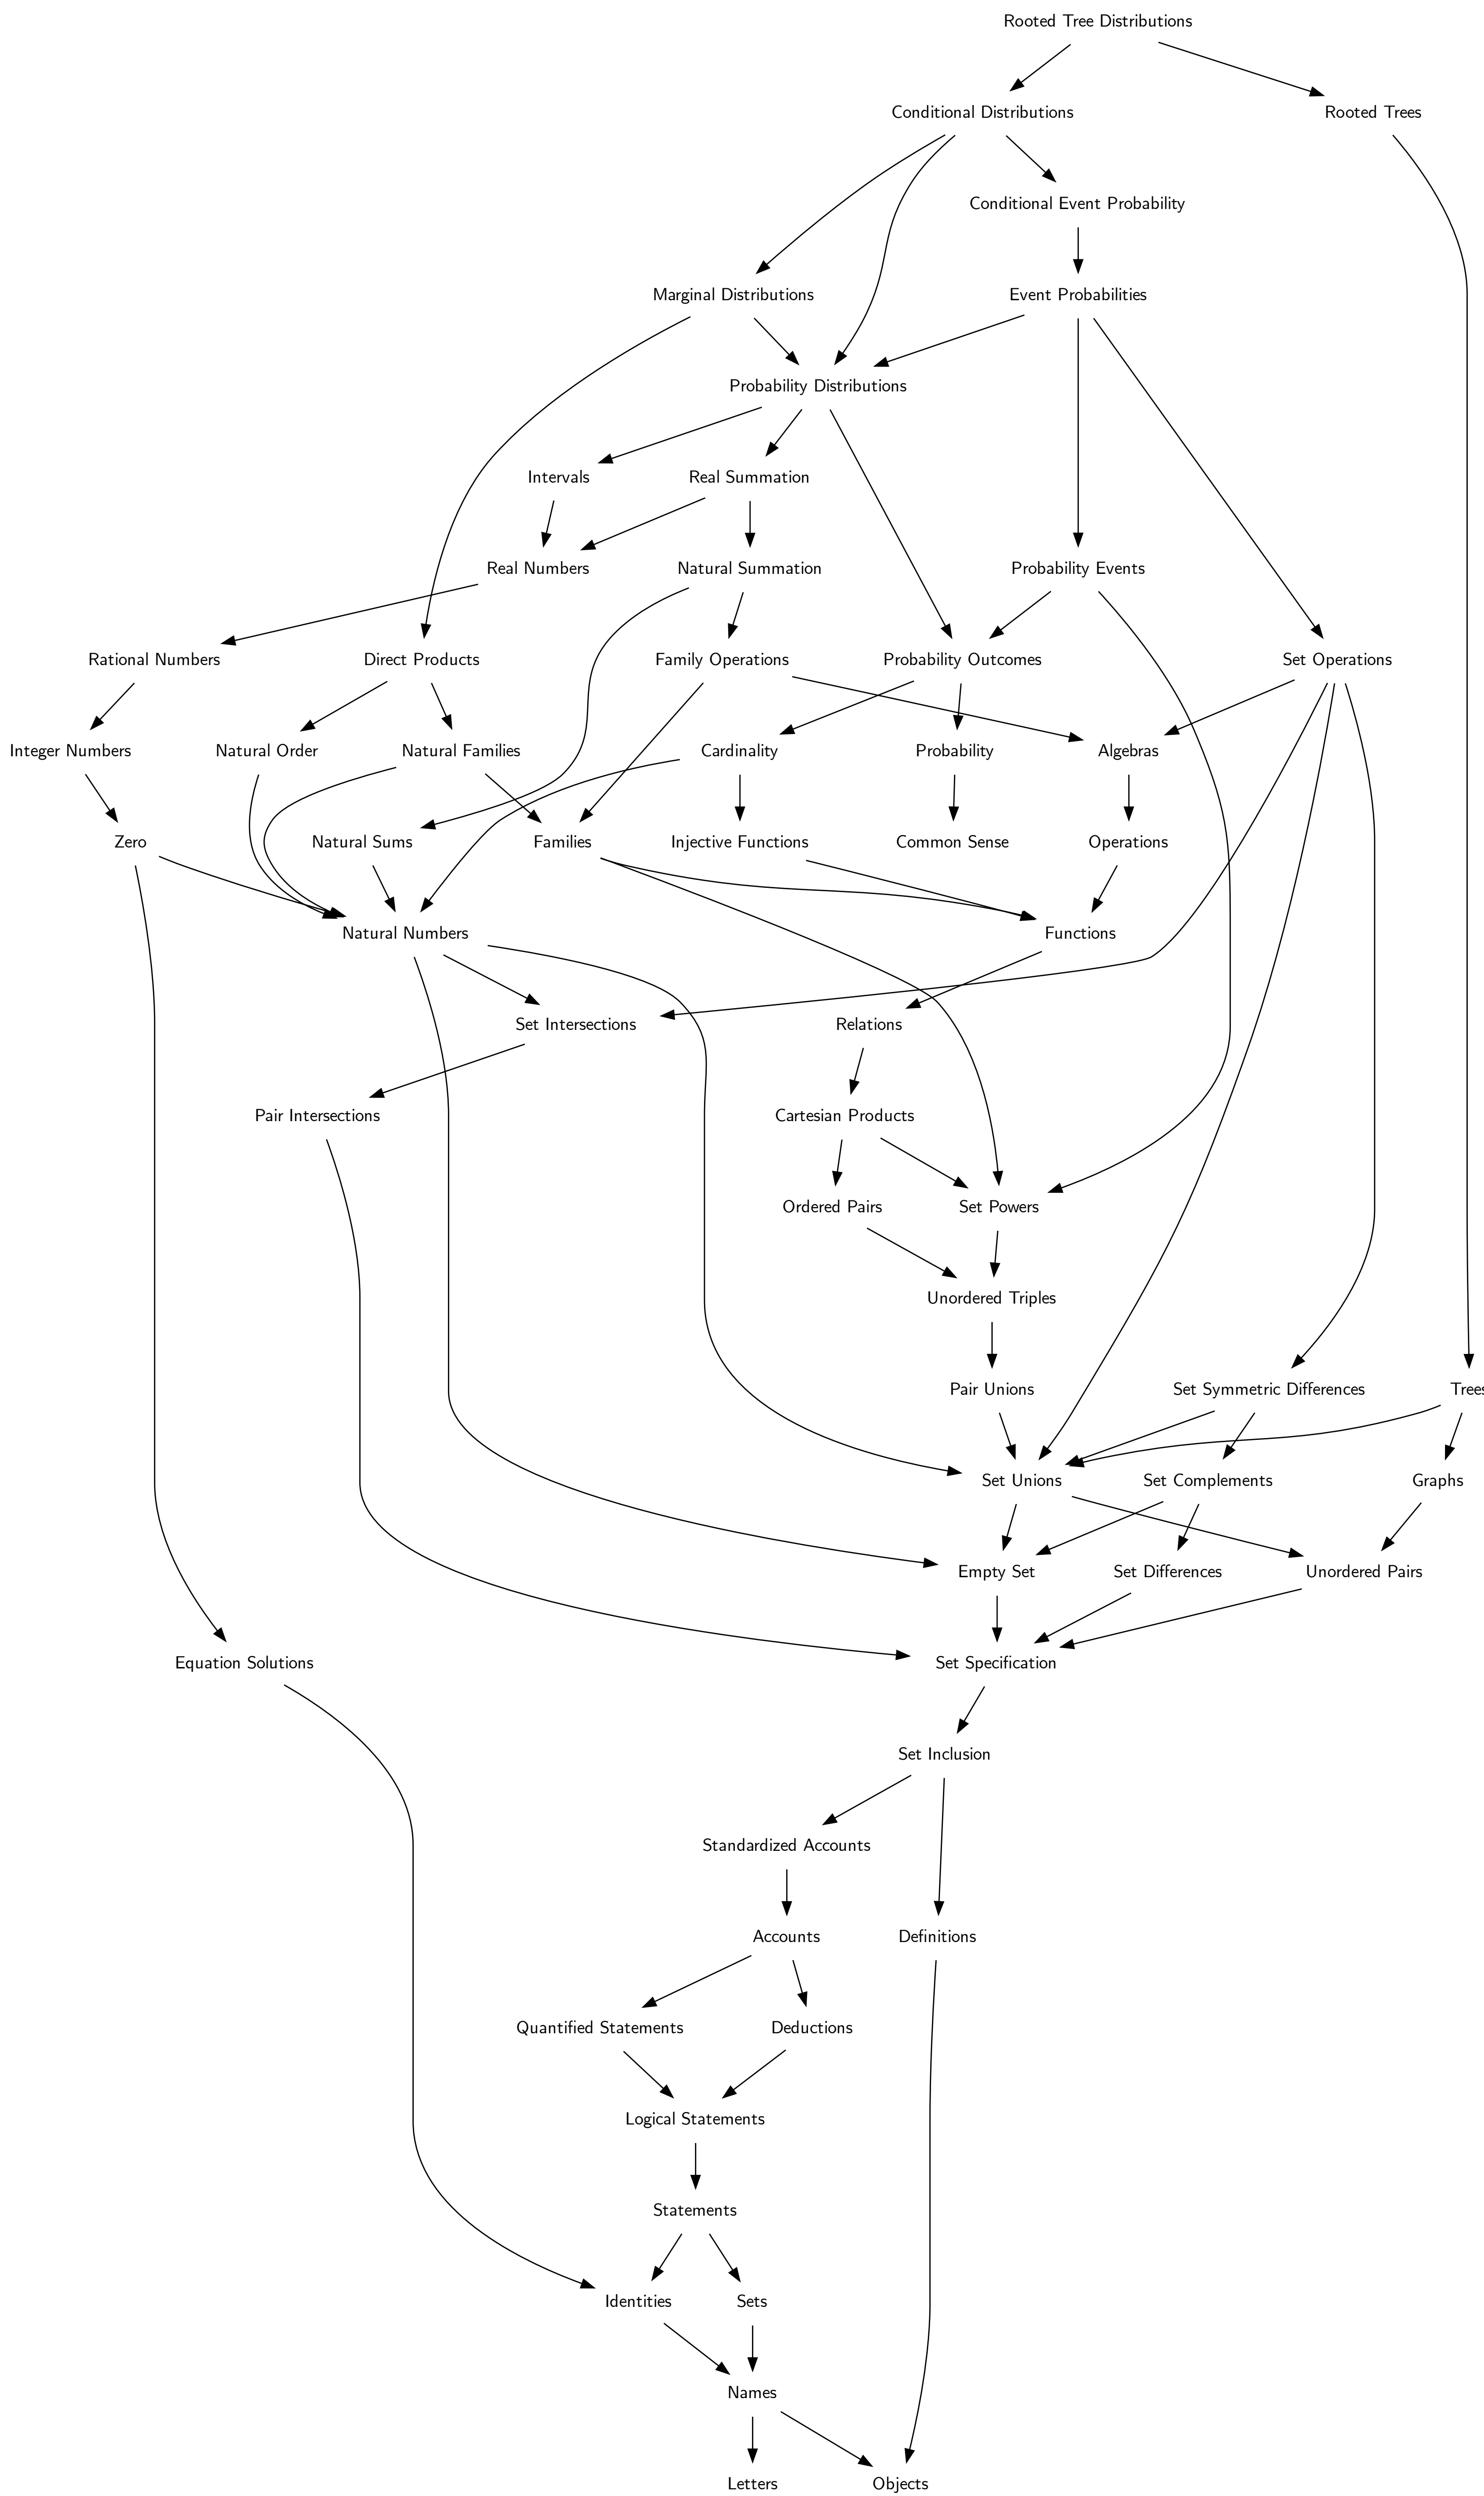 Rooted Tree Distributions
Conditional Distributions
Rooted Trees
Conditional Event Probability
Marginal Distributions
Event Probabilities
Probability Distributions
Intervals
Real Summation
Real Numbers
Natural Summation
Probability Events
Rational Numbers
Direct Products
Family Operations
Probability Outcomes
Set Operations
Integer Numbers
Natural Order
Natural Families
Cardinality
Probability
Algebras
Zero
Natural Sums
Families
Injective Functions
Common Sense
Operations
Natural Numbers
Functions
Set Intersections
Relations
Pair Intersections
Cartesian Products
Ordered Pairs
Set Powers
Unordered Triples
Pair Unions
Set Symmetric Differences
Trees
Set Unions
Set Complements
Graphs
Empty Set
Set Differences
Unordered Pairs
Equation Solutions
Set Specification
Set Inclusion
Standardized Accounts
Accounts
Definitions
Quantified Statements
Deductions
Logical Statements
Statements
Identities
Sets
Names
Letters
Objects